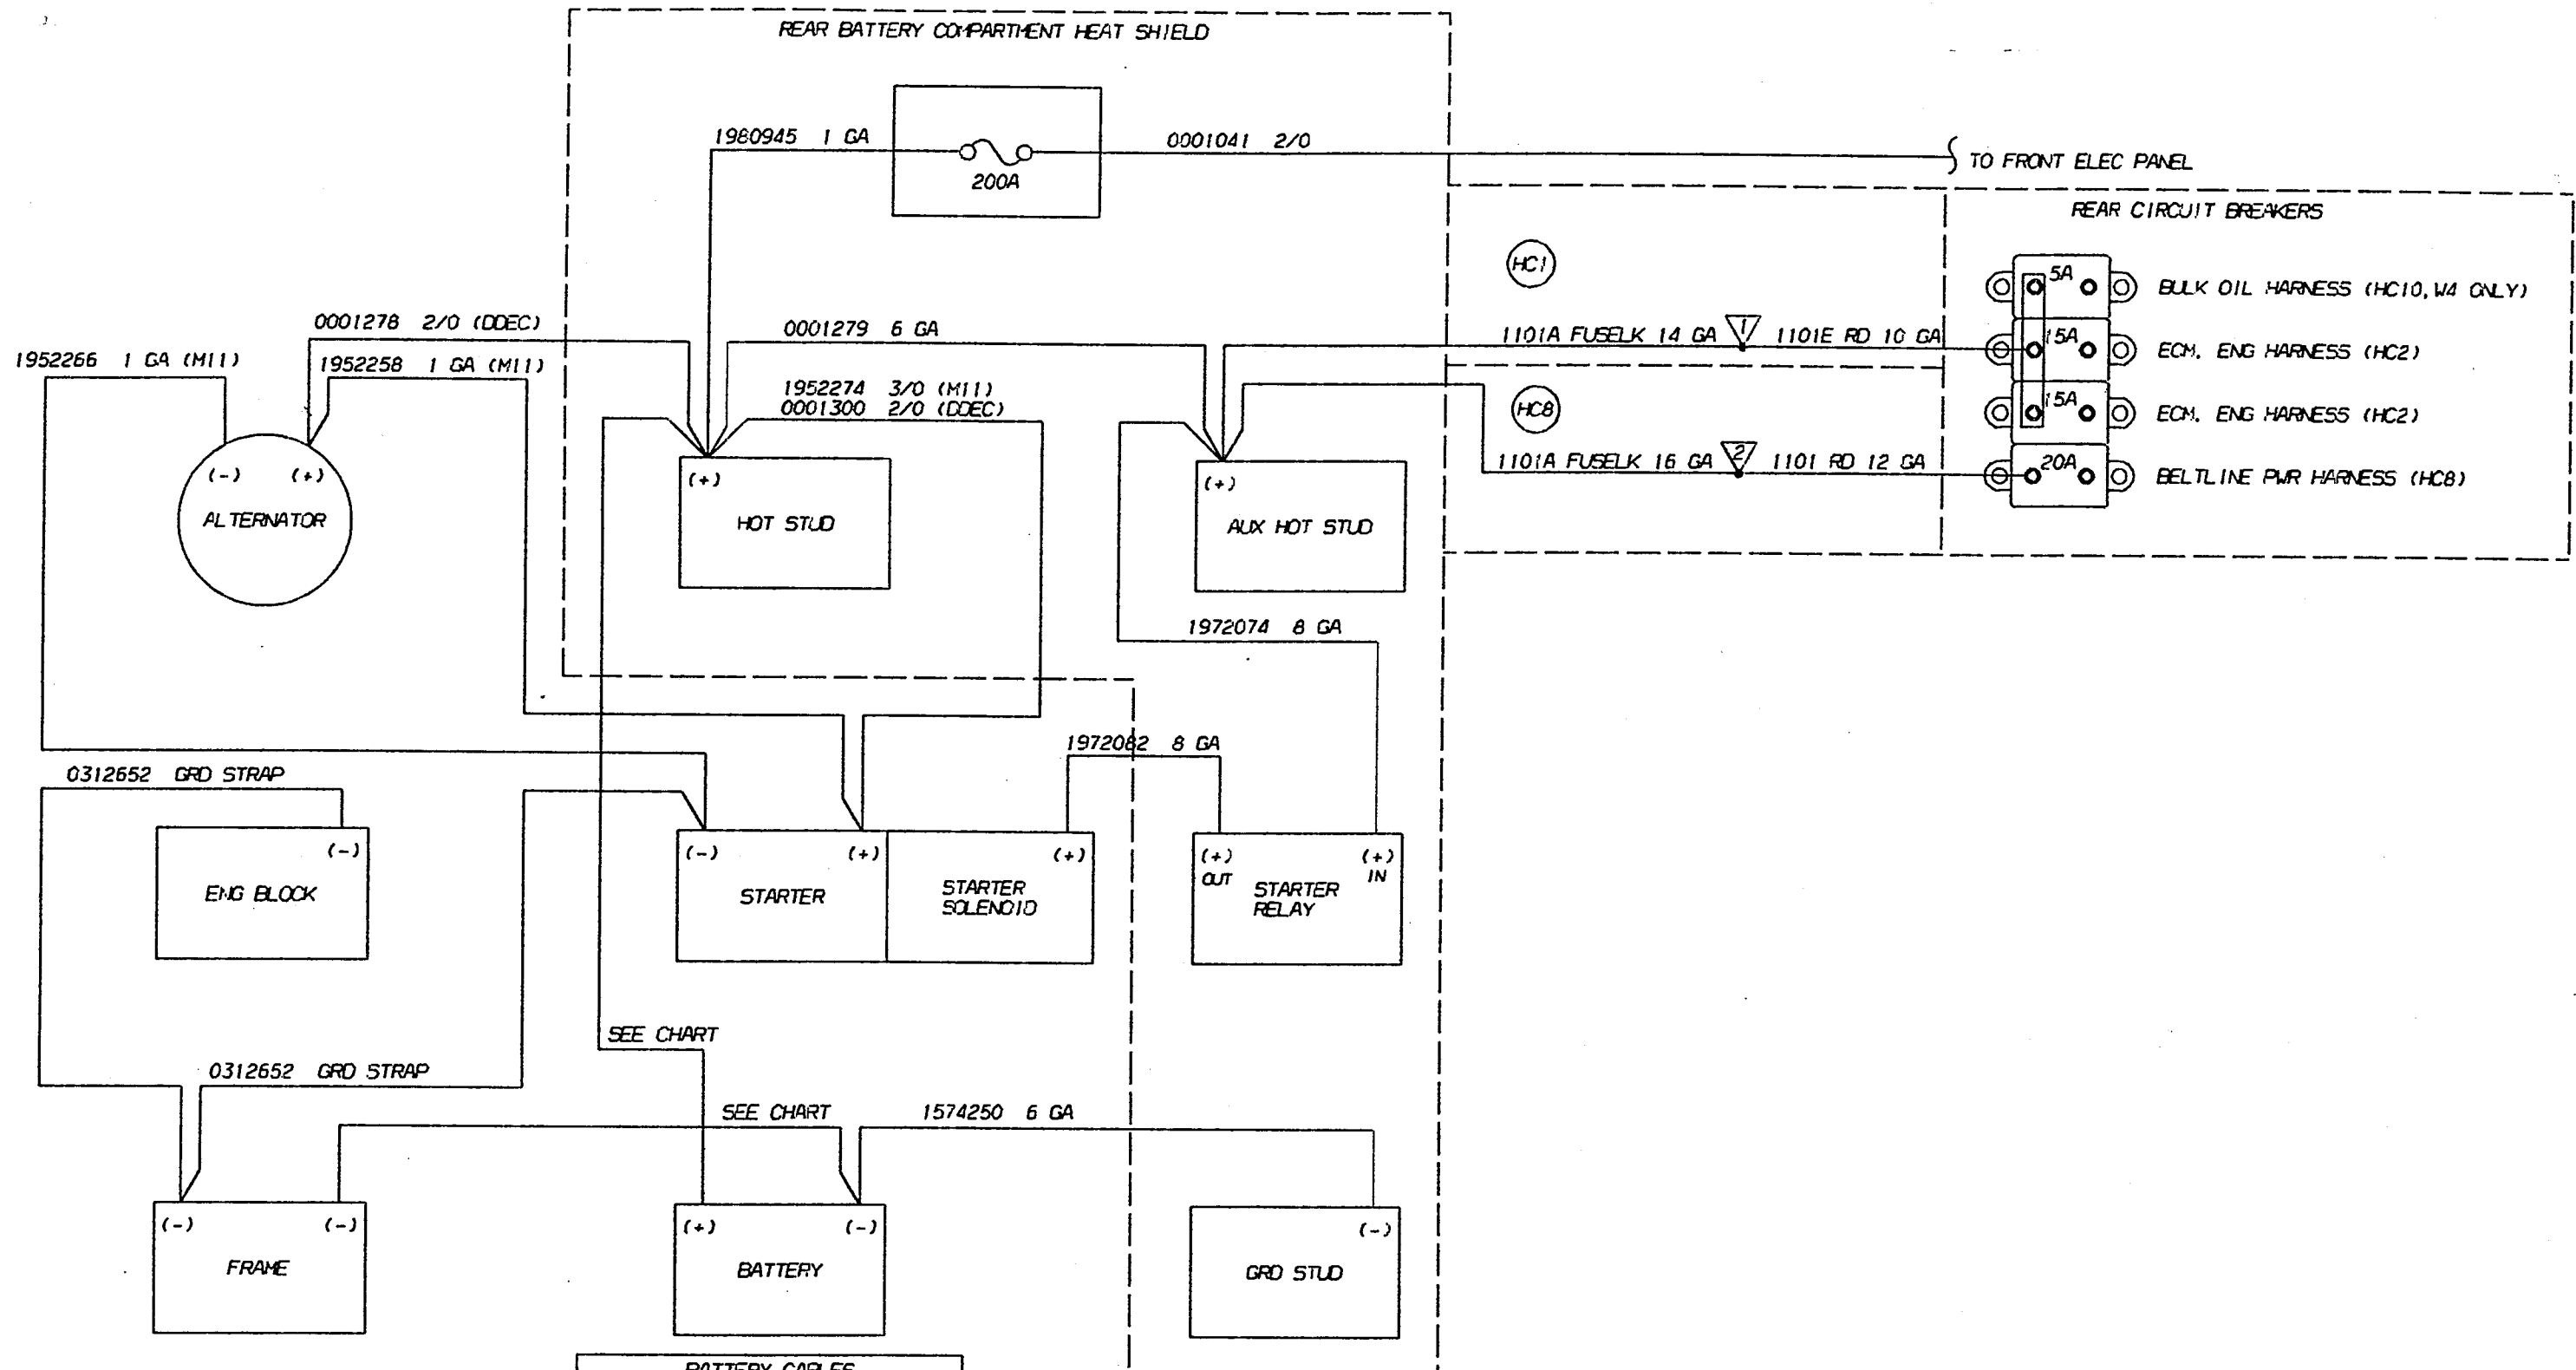 REAR BATTERY COMPARTMENT HEAT SHIELD
1980945 1 GA
200A
0001041 2/0
TO FRONT ELEC PANEL
REAR CIRCUIT BREAKERS
HC1
5A
BULK OIL HARNESS (HC10, W4 ONLY)
0001278 2/0 (DDEC)
0001279 6 GA
1101A FUSELK 14 GA
1
1101E RD 10 GA
15A
ECM, ENG HARNESS (HC2)
1952266 1 GA (M11)
1952258 1 GA (M11)
1952274 3/0 (M11)
0001300 2/0 (DDEC)
HC8
15A
ECM, ENG HARNESS (HC2)
1101A FUSELK 16 GA
2
1101 RD 12 GA
20A
BELTLINE PWR HARNESS (HC8)
(-)
(+)
ALTERNATOR
(+)
HOT STUD
(+)
AUX HOT STUD
1972074 8 GA
1972082 8 GA
0312652 GRD STRAP
(-)
ENG BLOCK
(-)
(+)
STARTER
(+)
STARTER
SOLENOID
(+)
OUT
STARTER
RELAY
(+)
IN
SEE CHART
0312652 GRD STRAP
SEE CHART
1574250 6 GA
(-)
(-)
FRAME
(+)
(-)
BATTERY
(-)
GRD STUD
BATTERY CABLES